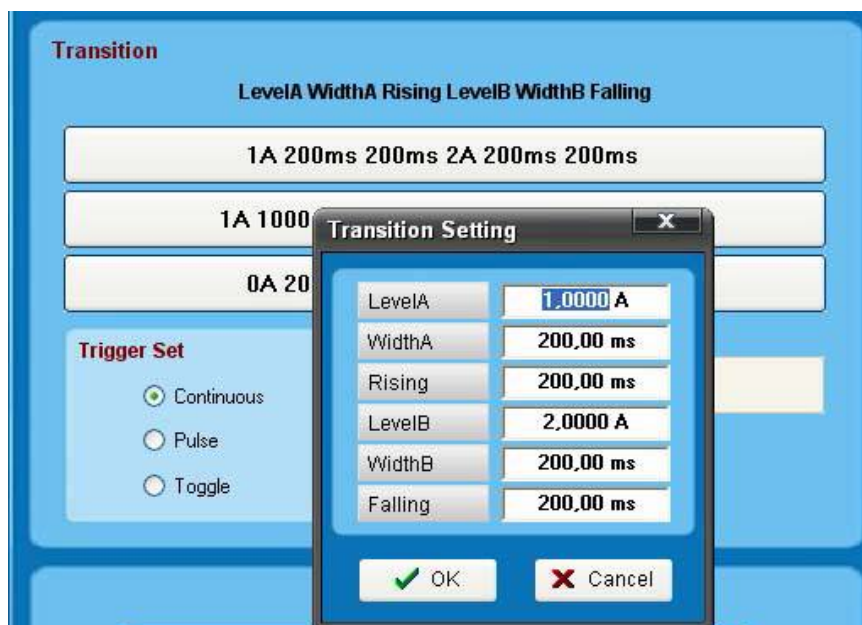 Transition
LevelA WidthA Rising LevelB WidthB Falling
1A 200ms 200ms 2A 200ms 200ms
1A 1000
0A 20
Trigger Set
Continuous
Pulse
Toggle
Transition Setting
LevelA 1,0000 A
WidthA 200,00 ms
Rising 200,00 ms
LevelB 2,0000 A
WidthB 200,00 ms
Falling 200,00 ms
OK Cancel